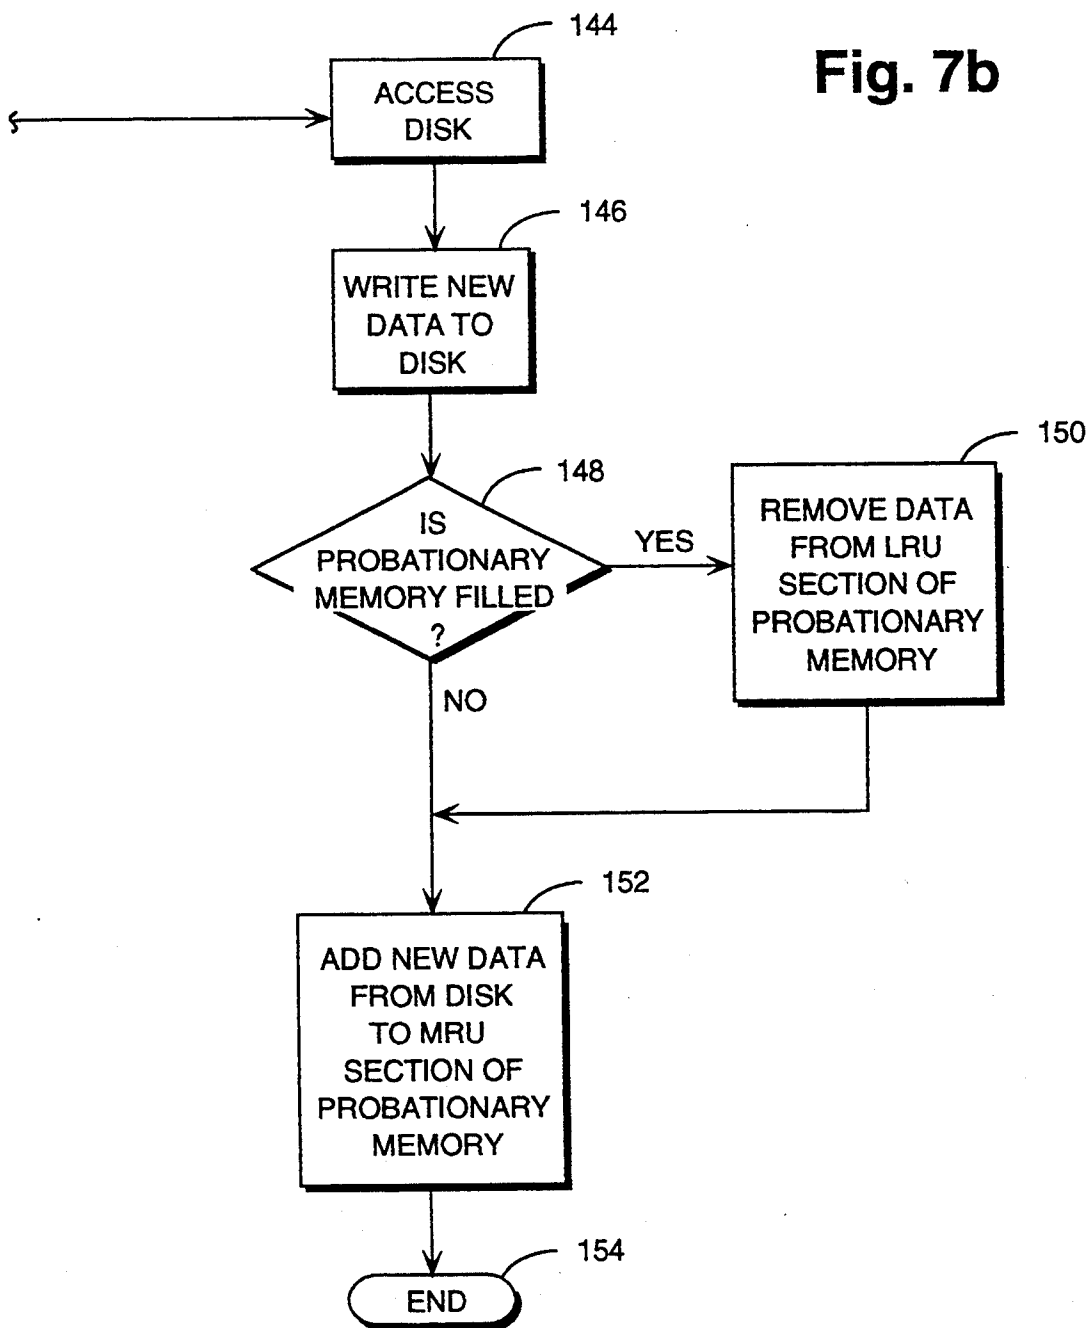 144
Fig. 7b
ACCESS
DISK
146
WRITE NEW
DATA TO
DISK
148
150
IS
PROBATIONARY
MEMORY FILLED
?
YES
REMOVE DATA
FROM LRU
SECTION OF
PROBATIONARY
MEMORY
NO
152
ADD NEW DATA
FROM DISK
TO MRU
SECTION OF
PROBATIONARY
MEMORY
154
END